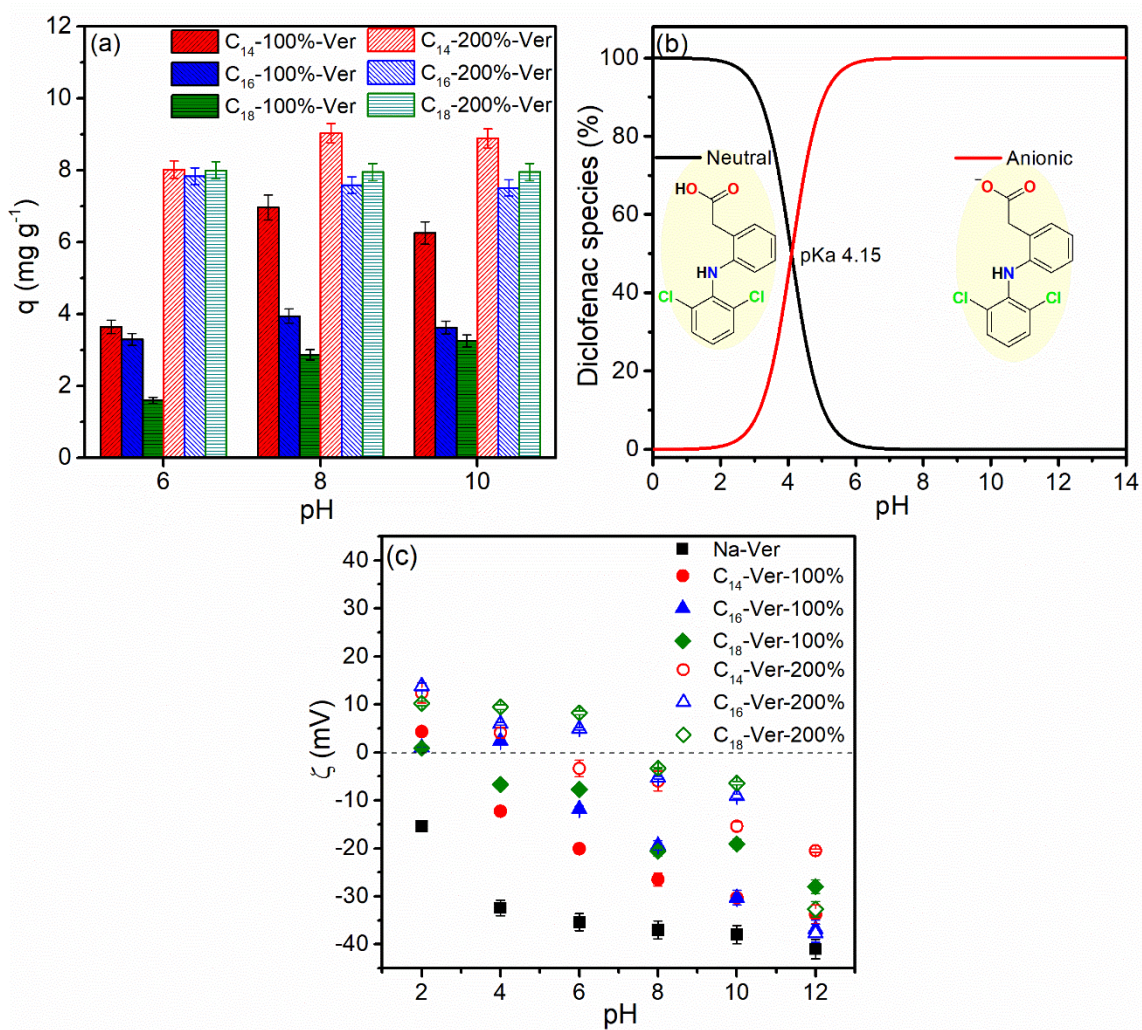 (a)
C₁₄-100%-Ver
C₁₆-100%-Ver
C₁₈-100%-Ver
C₁₄-200%-Ver
C₁₆-200%-Ver
C₁₈-200%-Ver
12
10
8
6
4
2
0
q (mg g⁻¹)
6 8 10
pH
(b)
100
80
60
40
20
0
Diclofenac species (%)
Neutral
Anionic
HO O
H
N
Cl Cl
pKa 4.15
⁻O O
H
N
Cl Cl
0 2 4 6 8 10 12 14
pH
(c)
Na-Ver
C₁₄-Ver-100%
C₁₆-Ver-100%
C₁₈-Ver-100%
C₁₄-Ver-200%
C₁₆-Ver-200%
C₁₈-Ver-200%
40
30
20
10
0
-10
-20
-30
-40
ζ (mV)
2 4 6 8 10 12
pH